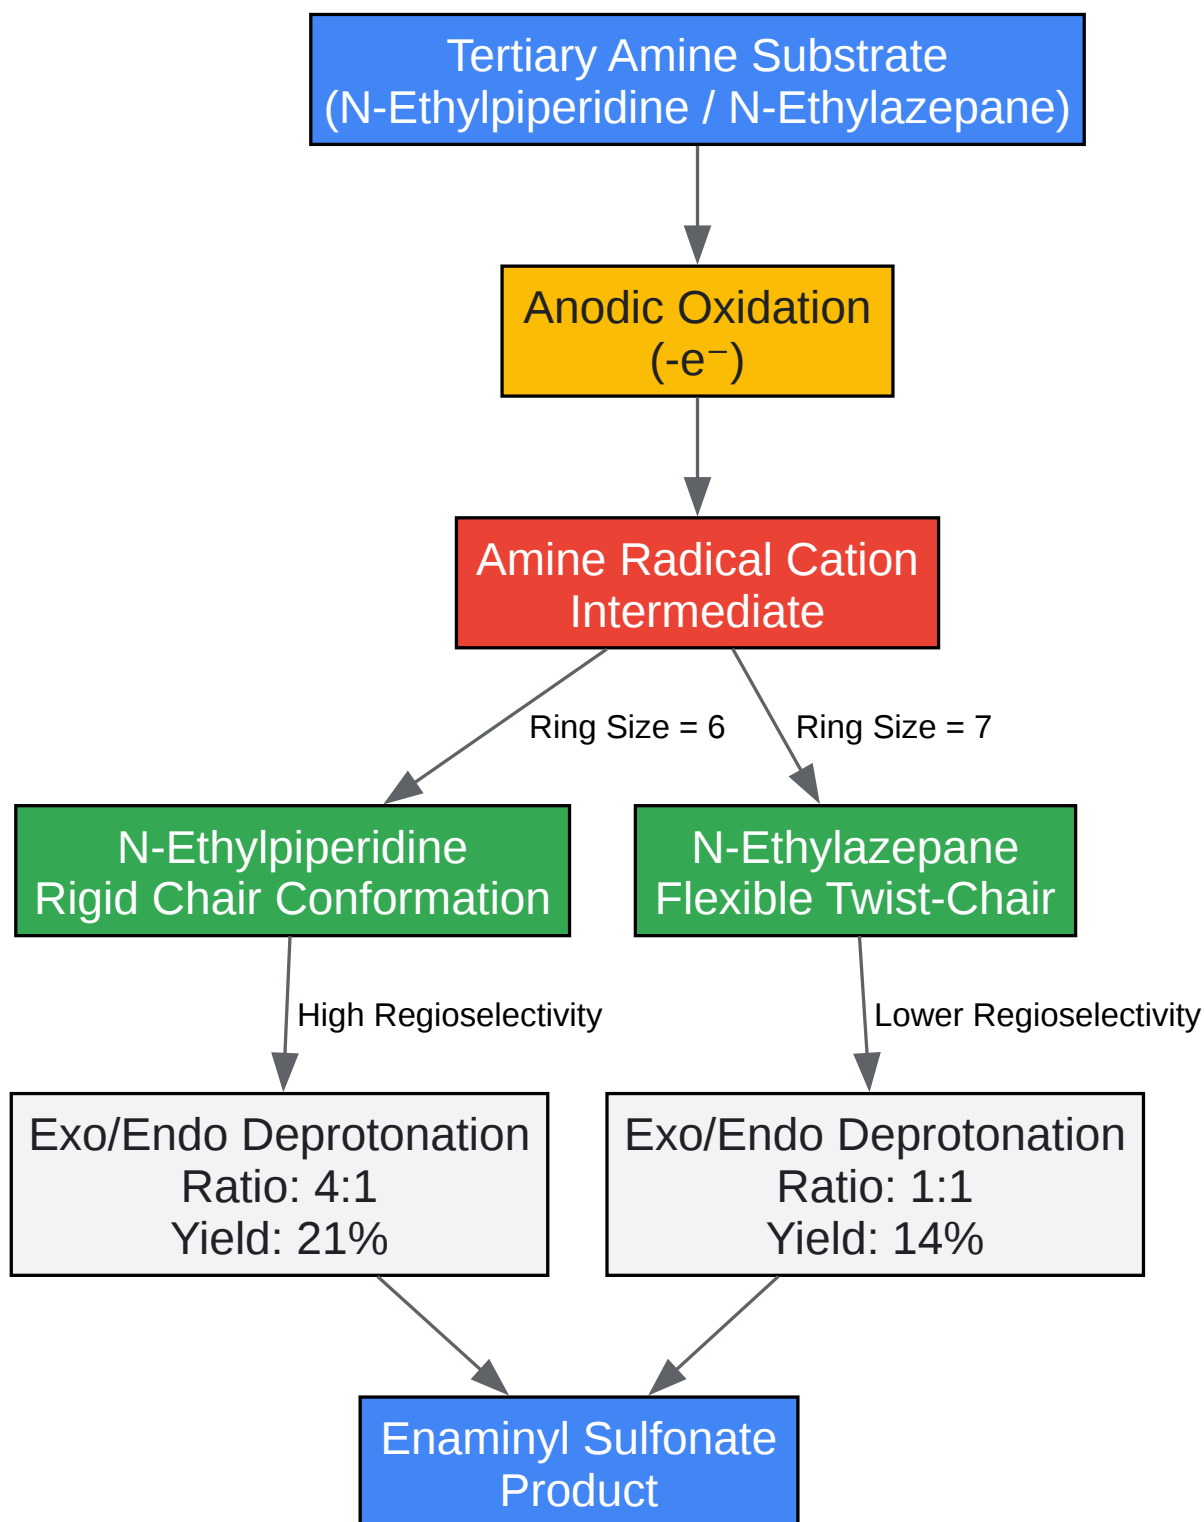 Tertiary Amine Substrate
(N-Ethylpiperidine / N-Ethylazepane)
Anodic Oxidation
(-e⁻)
Amine Radical Cation
Intermediate
Ring Size = 6
Ring Size = 7
N-Ethylpiperidine
Rigid Chair Conformation
N-Ethylazepane
Flexible Twist-Chair
High Regioselectivity
Lower Regioselectivity
Exo/Endo Deprotonation
Ratio: 4:1
Yield: 21%
Exo/Endo Deprotonation
Ratio: 1:1
Yield: 14%
Enaminyl Sulfonate
Product